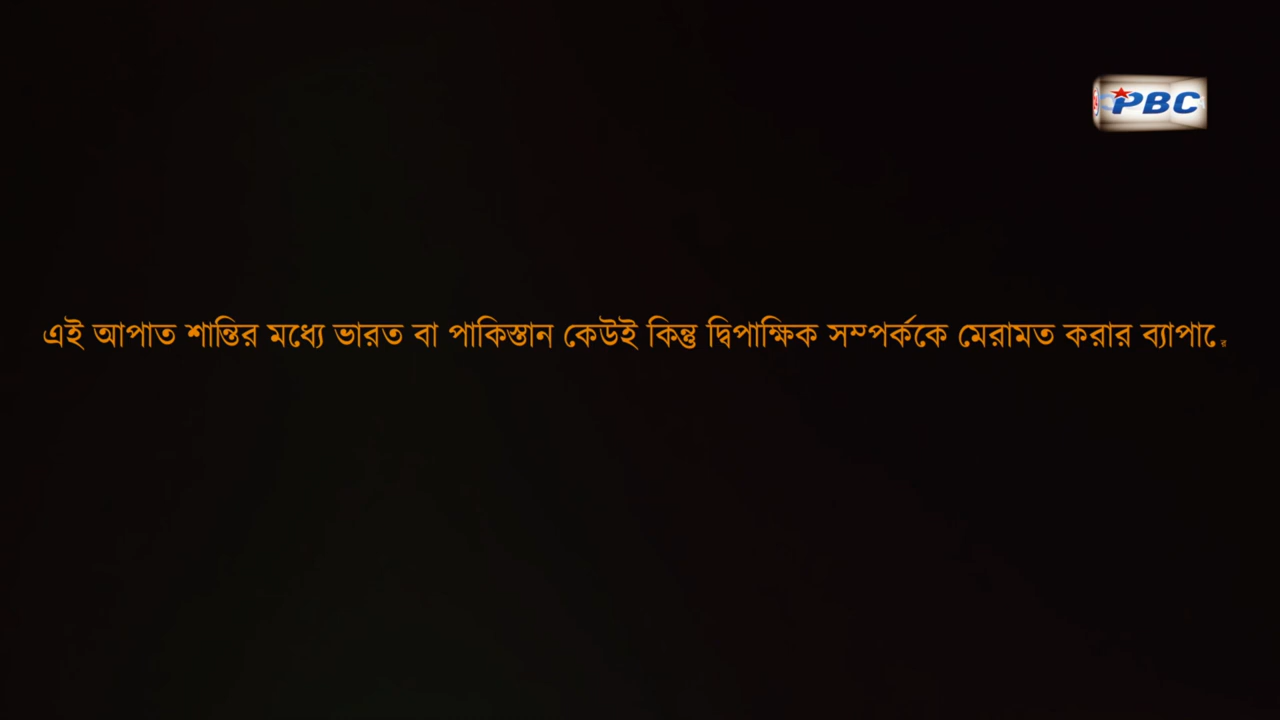 PBC
এই আপাত শান্তির মধ্যে ভারত বা পাকিস্তান কেউই কিন্তু দ্বিপাক্ষিক সম্পর্ককে মেরামত করার ব্যাপারে